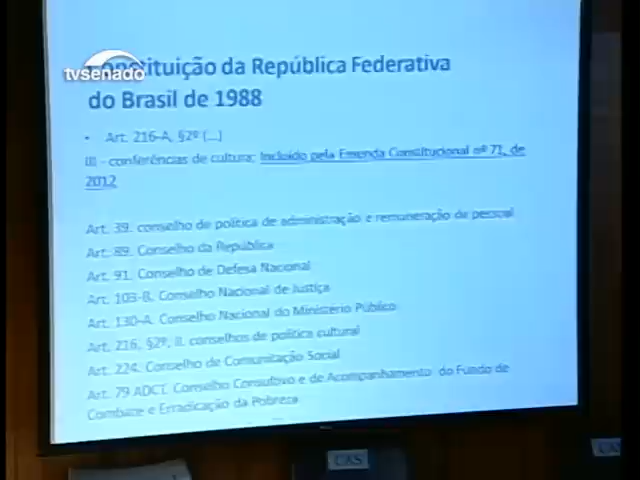 tvsenado
Constituição da República Federativa
do Brasil de 1988
• Art. 216-A, §2º (...)
III - conferências de cultura; Incluído pela Emenda Constitucional nº 71, de
2012
Art. 39. conselho de política de administração e remuneração de pessoal
Art. 89. Conselho da República
Art. 91. Conselho de Defesa Nacional
Art. 103-B. Conselho Nacional de Justiça
Art. 130-A. Conselho Nacional do Ministério Público
Art. 216, §2º, II. conselhos de política cultural
Art. 224. Conselho de Comunicação Social
Art. 79 ADCT. Conselho Consultivo e de Acompanhamento do Fundo de
Combate e Erradicação da Pobreza
CAS